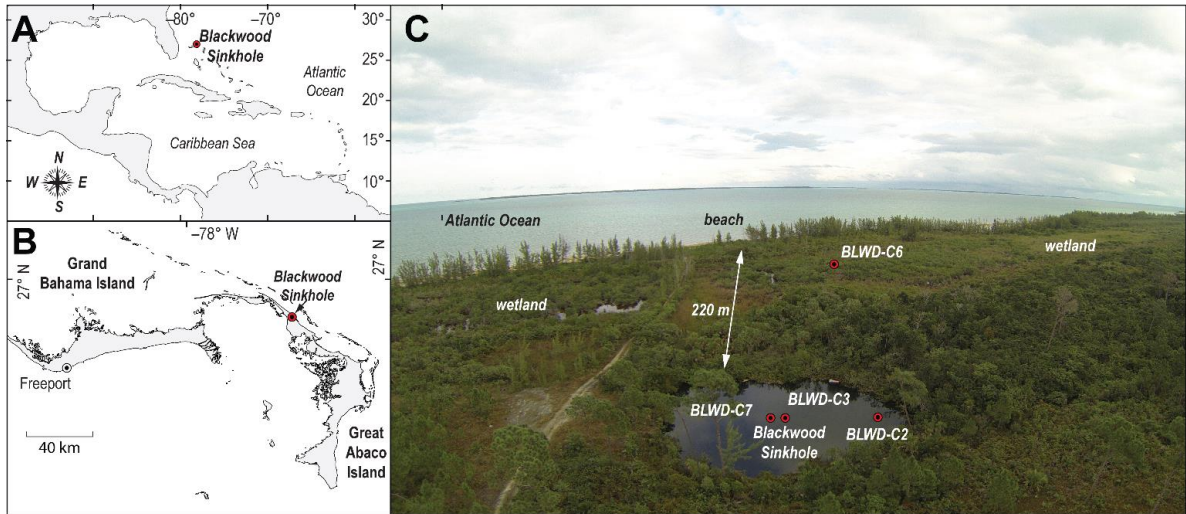 A
−80° −70° 30°
Blackwood
Sinkhole
Atlantic
Ocean
25°
20°
Caribbean Sea
15°
10°
N
W E
S
B
−78° W
27° N
27° N
Grand
Bahama Island
Blackwood
Sinkhole
Freeport
40 km
Great
Abaco
Island
C
Atlantic Ocean
beach
BLWD-C6
wetland
wetland
220 m
BLWD-C7
BLWD-C3
Blackwood
Sinkhole
BLWD-C2